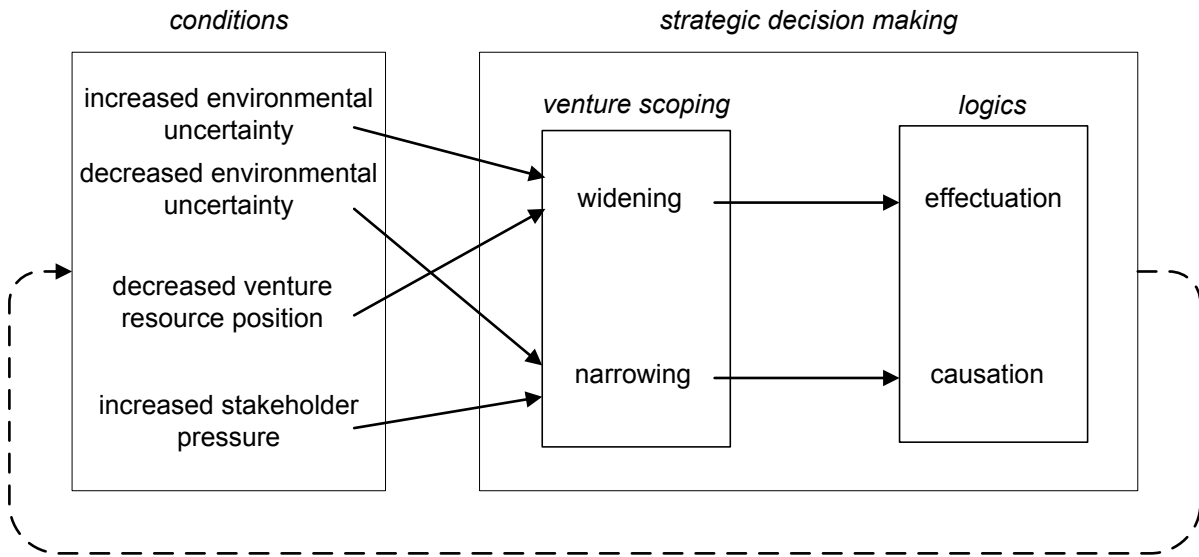 conditions
strategic decision making
increased environmental
uncertainty
decreased environmental
uncertainty
decreased venture
resource position
increased stakeholder
pressure
venture scoping
widening
narrowing
logics
effectuation
causation